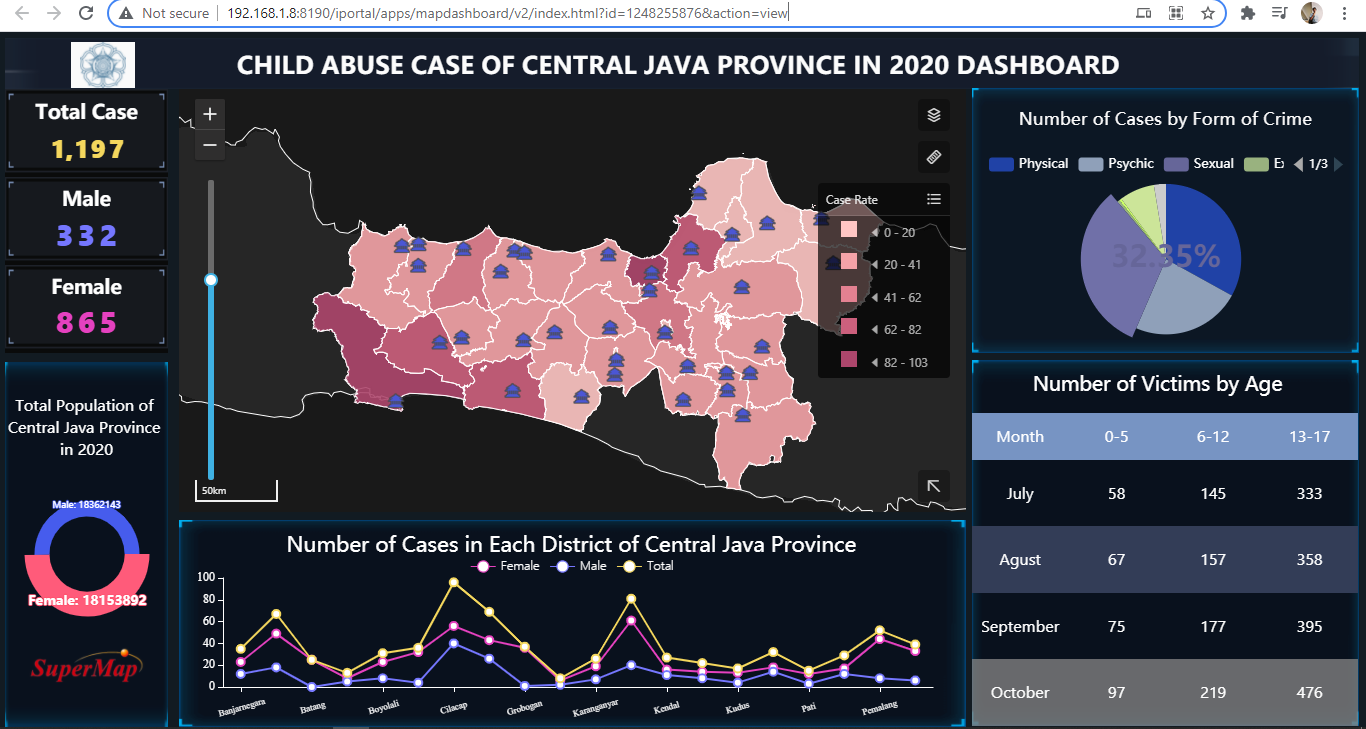 Not secure
192.168.1.8:8190/iportal/apps/mapdashboard/v2/index.html?id=1248255876&action=view
CHILD ABUSE CASE OF CENTRAL JAVA PROVINCE IN 2020 DASHBOARD
Total Case
1,197
Male
332
Female
865
Total Population of
Central Java Province
in 2020
Male: 18362143
Female: 18153892
SuperMap
+
−
50km
Case Rate
0 - 20
20 - 41
41 - 62
62 - 82
82 - 103
Number of Cases in Each District of Central Java Province
Female Male Total
100
80
60
40
20
0
Banjarnegara Batang Boyolali Cilacap Grobogan Karanganyar Kendal Kudus Pati Pemalang
Number of Cases by Form of Crime
Physical Psychic Sexual 1/3
32.35%
Number of Victims by Age
Month 0-5 6-12 13-17
July 58 145 333
Agust 67 157 358
September 75 177 395
October 97 219 476